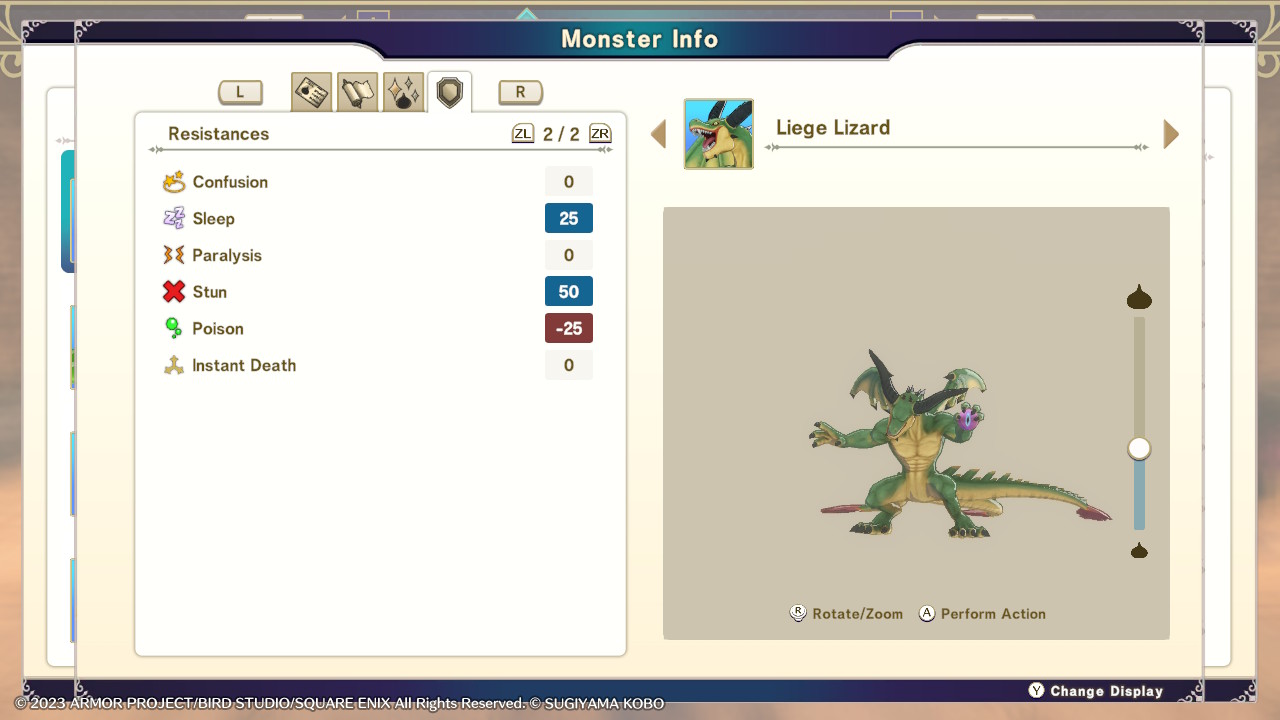 Monster Info
L
R
Resistances
ZL 2 / 2 ZR
Confusion 0
Sleep 25
Paralysis 0
Stun 50
Poison -25
Instant Death 0
Liege Lizard
R Rotate/Zoom A Perform Action
Y Change Display
© 2023 ARMOR PROJECT/BIRD STUDIO/SQUARE ENIX All Rights Reserved. © SUGIYAMA KOBO